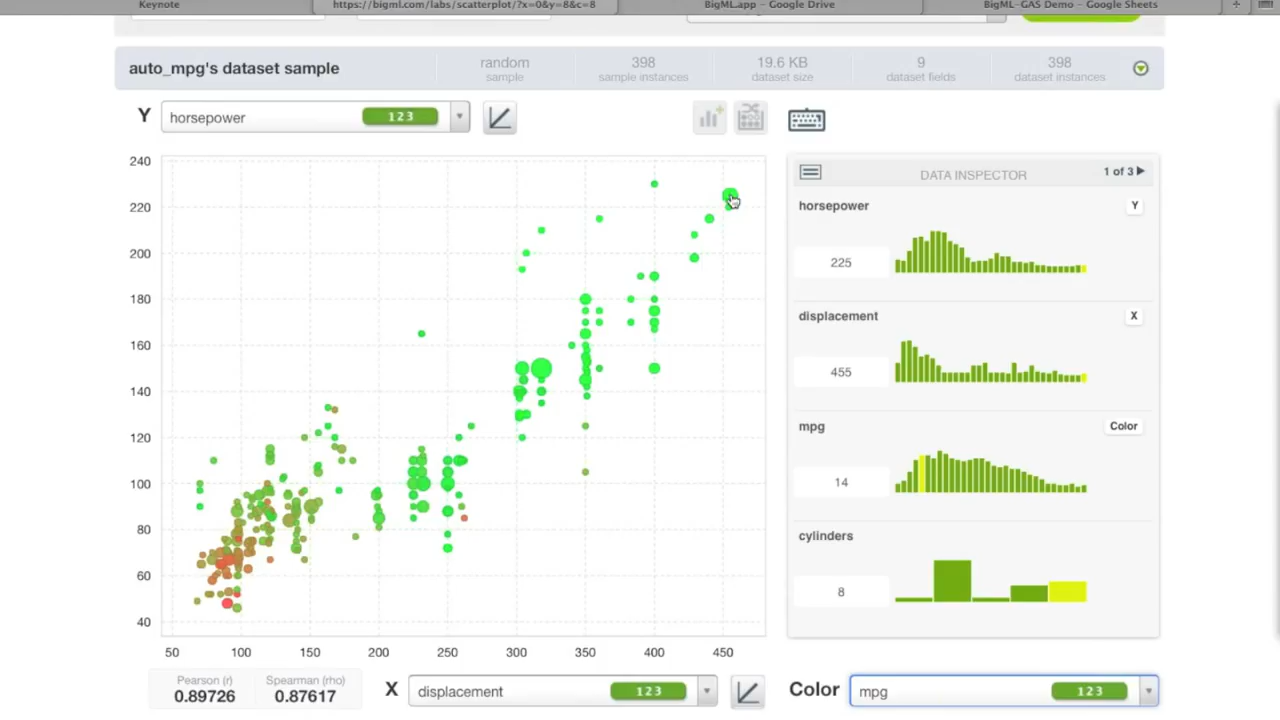 Keynote
https://bigml.com/labs/scatterplot/?x=0&y=8&c=8
BigML.app – Google Drive
BigML-GAS Demo – Google Sheets
auto_mpg's dataset sample
random
sample
398
sample instances
19.6 KB
dataset size
9
dataset fields
398
dataset instances
Y
horsepower
123
DATA INSPECTOR
1 of 3
horsepower
Y
225
displacement
X
455
mpg
Color
14
cylinders
8
240
220
200
180
160
140
120
100
80
60
40
50
100
150
200
250
300
350
400
450
Pearson (r)
0.89726
Spearman (rho)
0.87617
X
displacement
123
Color
mpg
123